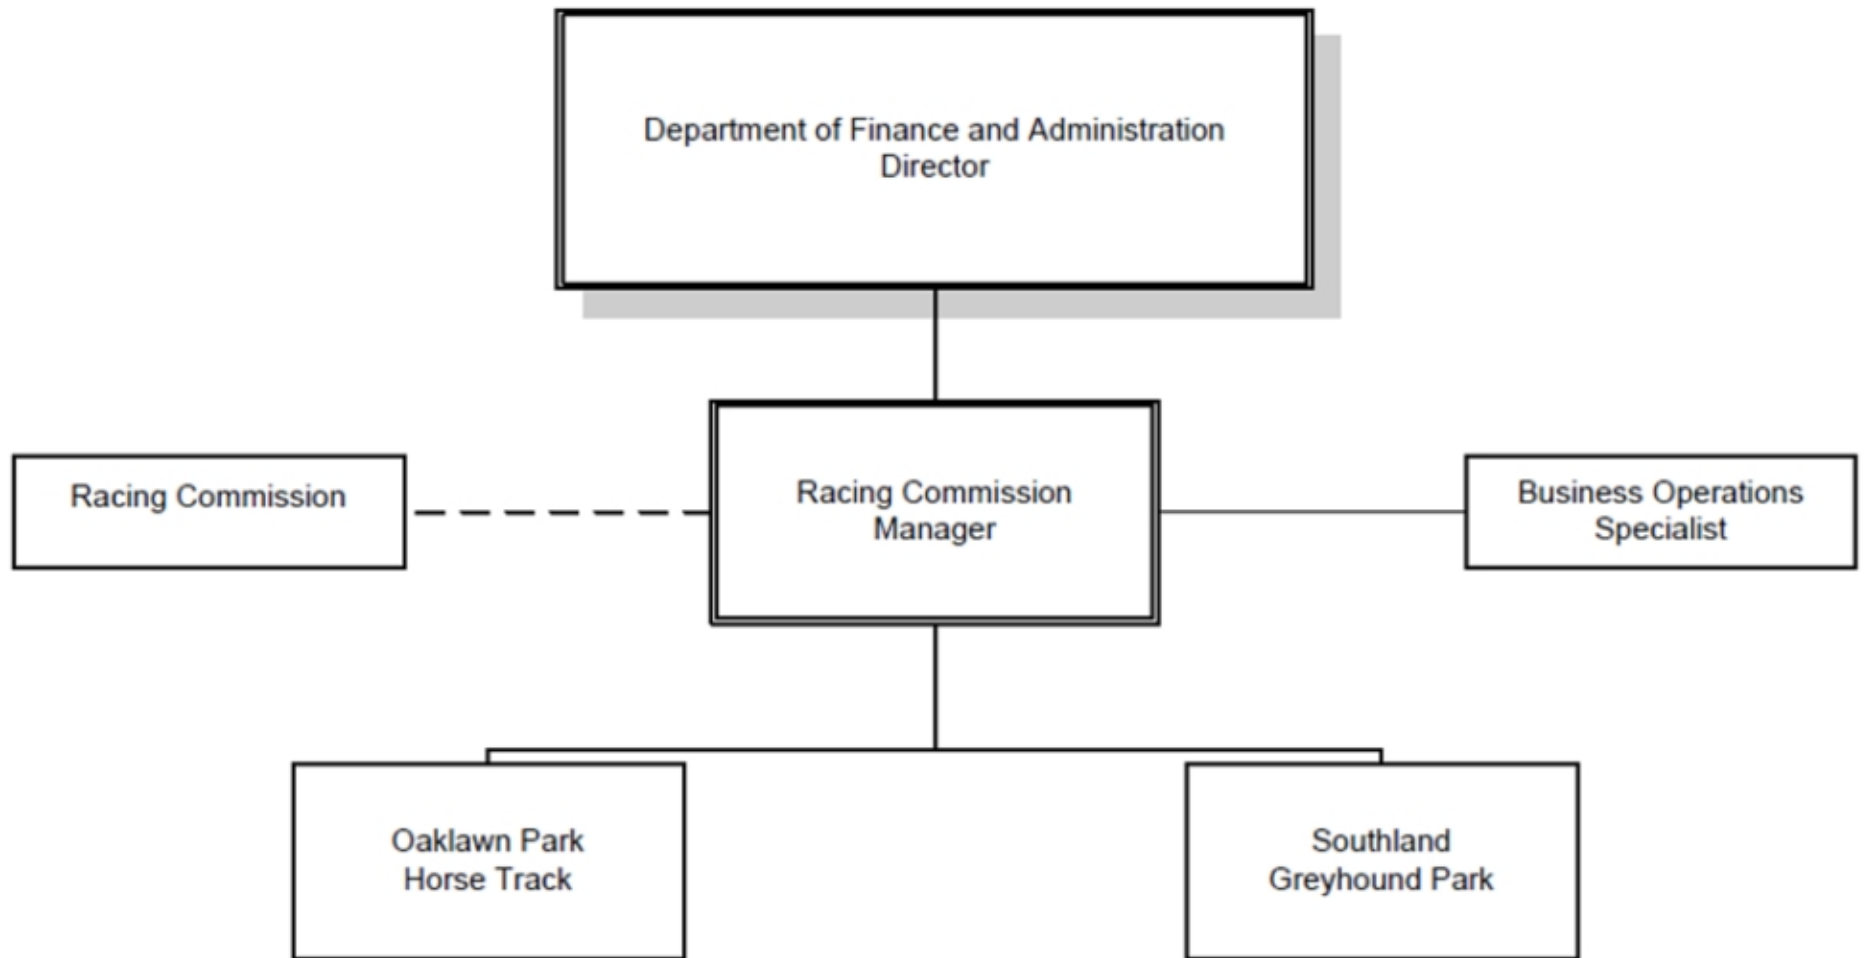 Department of Finance and Administration
Director
Racing Commission
Racing Commission
Manager
Business Operations
Specialist
Oaklawn Park
Horse Track
Southland
Greyhound Park